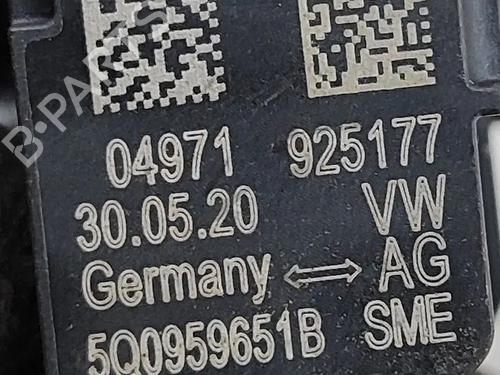 B-PARTS
04971 925177
30.05.20 VW
Germany ⟺ AG
5Q0959651B SME